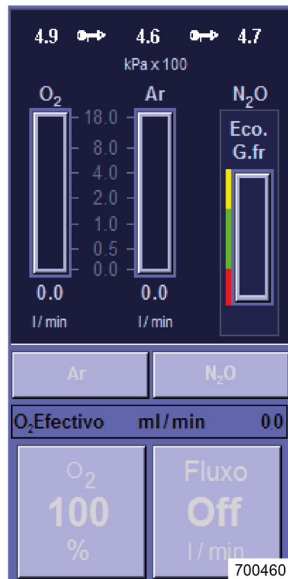 4.9 4.6 4.7
kPa x 100
O₂ Ar N₂O
18.0
8.0
4.0
2.0
1.0
0.5
0.0
Eco.
G.fr
0.0 0.0
l/min l/min
Ar N₂O
O₂Efectivo ml/min 00
O₂ Fluxo
100 Off
% l/min
700460